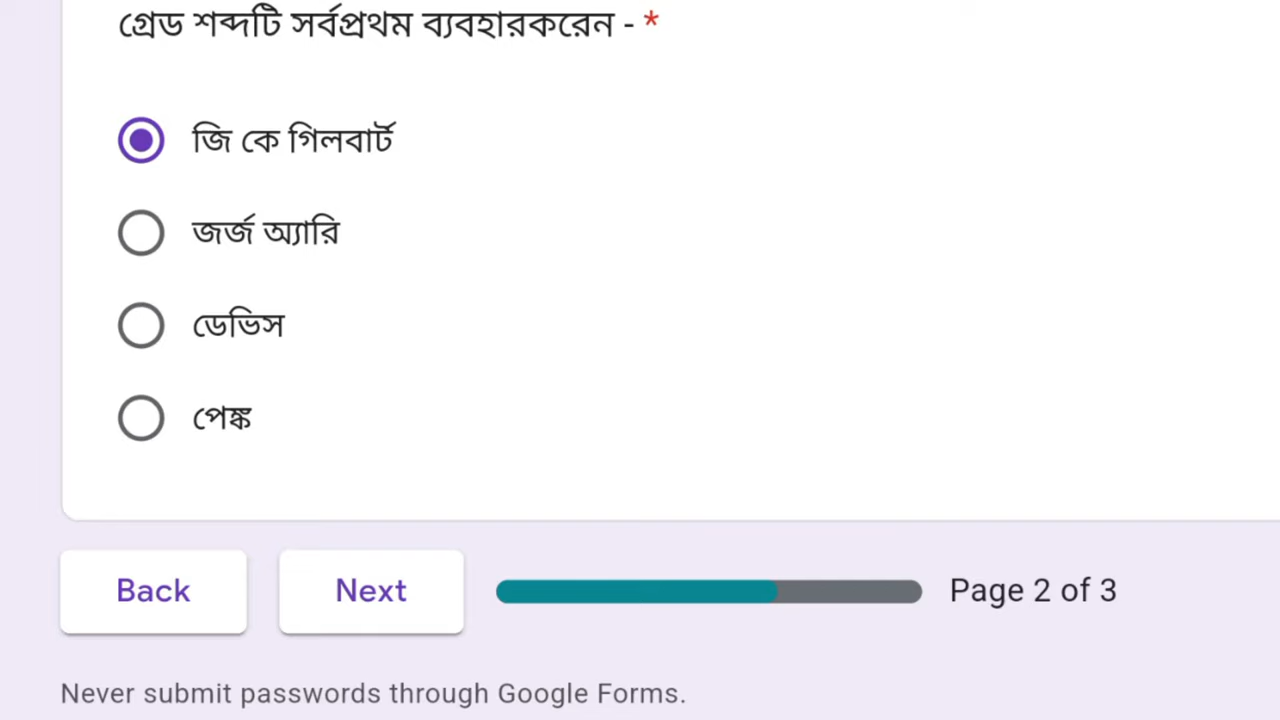 গ্রেড শব্দটি সর্বপ্রথম ব্যবহারকরেন - *
জি কে গিলবার্ট
জর্জ অ্যারি
ডেভিস
পেঙ্ক
Back
Next
Page 2 of 3
Never submit passwords through Google Forms.